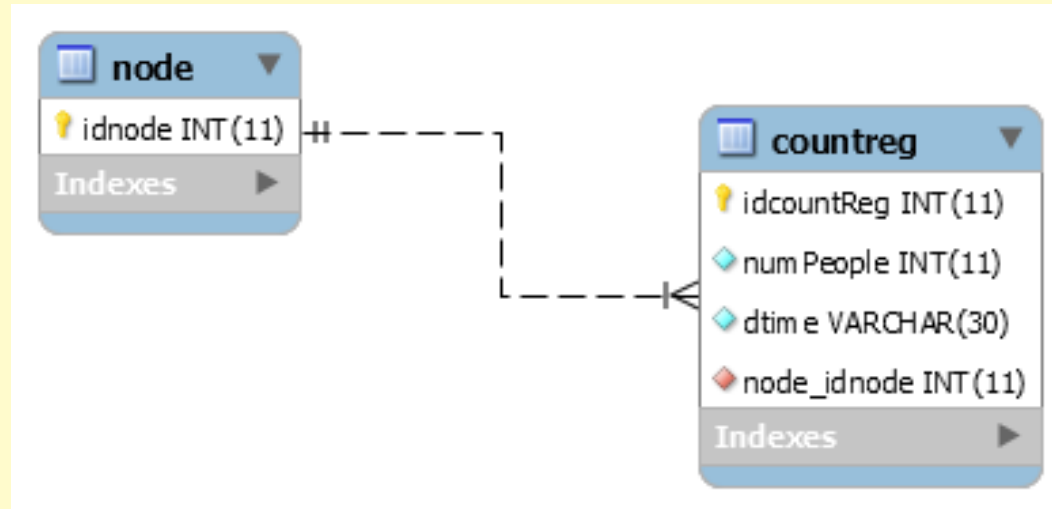 node
idnode INT(11)
Indexes
countreg
idcountReg INT(11)
numPeople INT(11)
dtime VARCHAR(30)
node_idnode INT(11)
Indexes